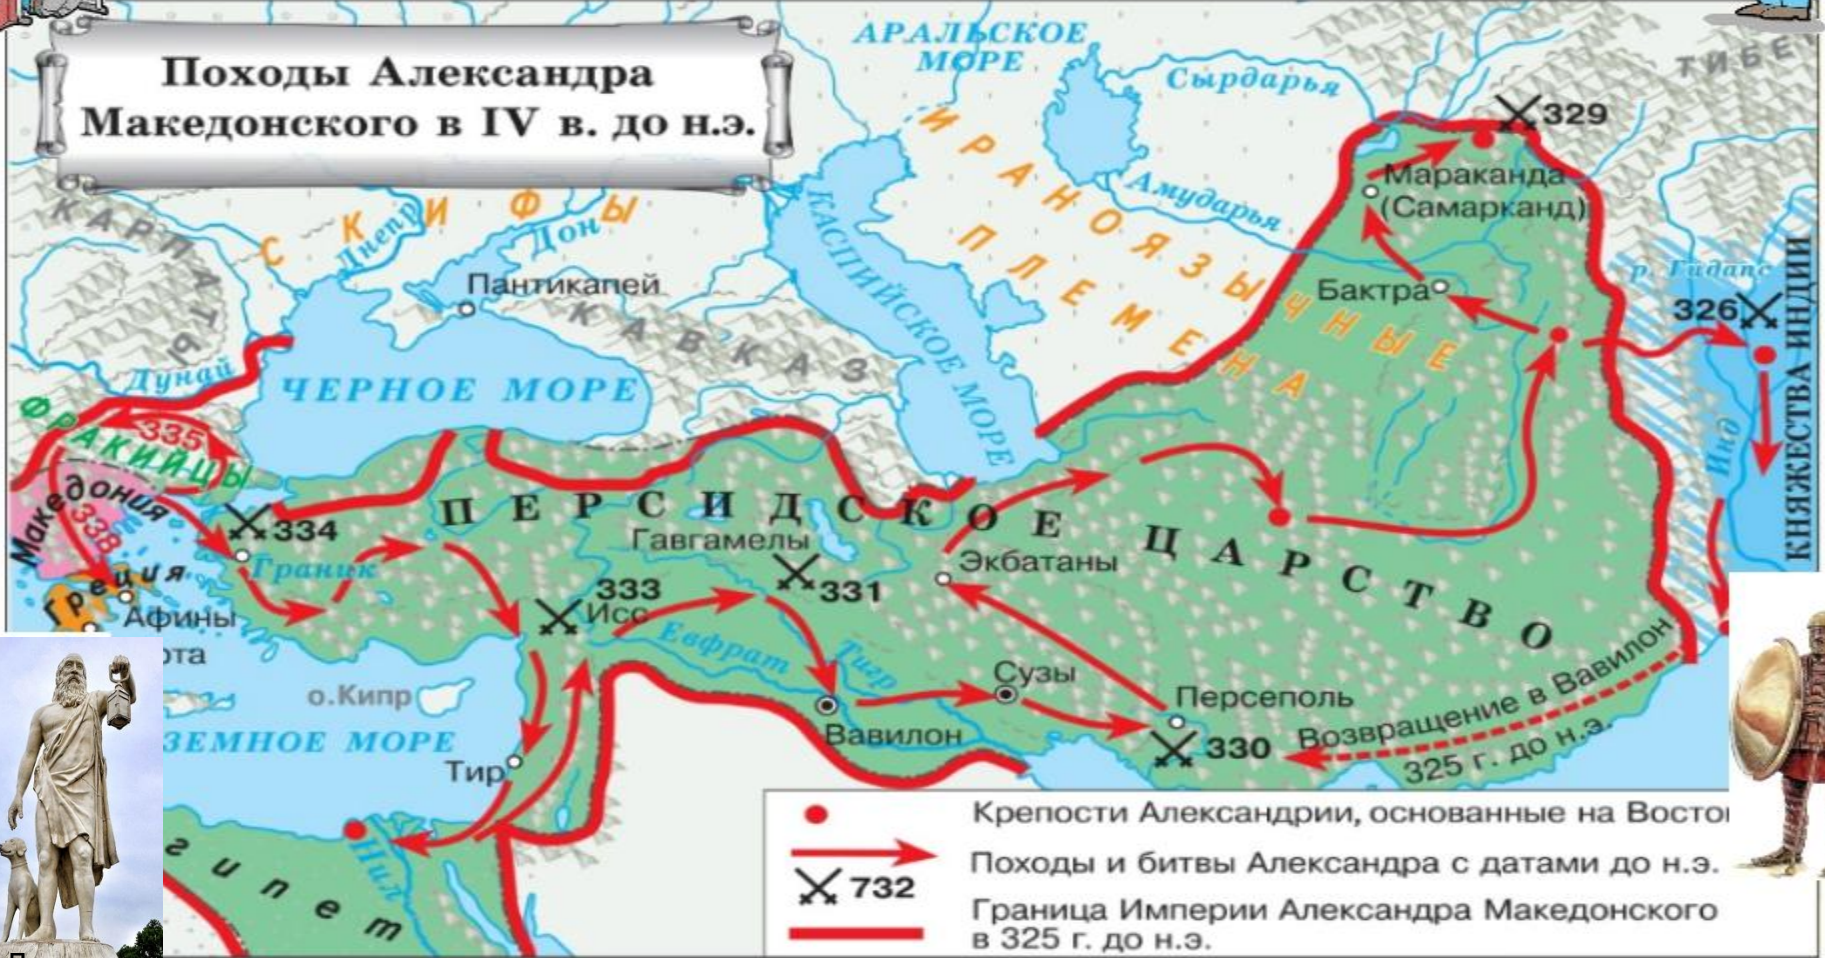 Походы Александра
Македонского в IV в. до н.э.
АРАЛЬСКОЕ
МОРЕ
Сырдарья
ТИБЕ
329
ИРАНОЯЗЫЧНЫЕ
ПЛЕМЕНА
Амударья
Мараканда
(Самарканд)
КАРПАТЫ
СКИФЫ
Днепр
Дон
КАСПИЙСКОЕ МОРЕ
Пантикапей
КАВКАЗ
Бактра
р. Гидасп
326
КНЯЖЕСТВА ИНДИИ
Инд
Дунай
ЧЕРНОЕ МОРЕ
ФРАКИЙЦЫ
335
Македония
338
334
Граник
ПЕРСИДСКОЕ ЦАРСТВО
Гавгамелы
331
Экбатаны
333
Исс
Греция
Афины
рта
Евфрат
Тигр
Сузы
о.Кипр
ЗЕМНОЕ МОРЕ
Вавилон
Персеполь
330
Возвращение в Вавилон
325 г. до н.э.
Тир
Нил
гипет
Крепости Александрии, основанные на Восто
Походы и битвы Александра с датами до н.э.
732
Граница Империи Александра Македонского
в 325 г. до н.э.